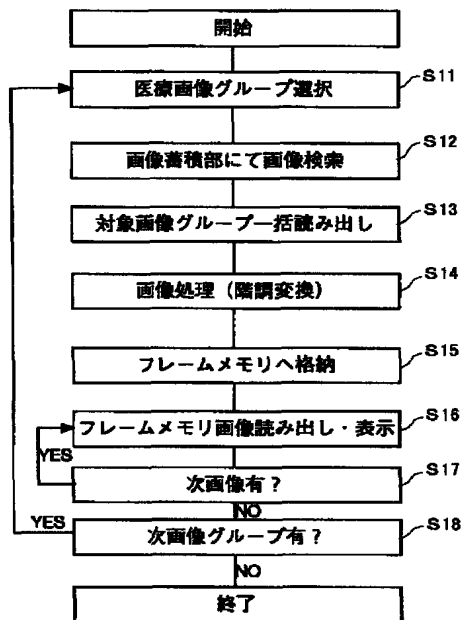 開始
医療画像グループ選択 S11
画像蓄積部にて画像検索 S12
対象画像グループ一括読み出し S13
画像処理（階調変換） S14
フレームメモリへ格納 S15
フレームメモリ画像読み出し・表示 S16
YES
次画像有？ S17
NO
YES
次画像グループ有？ S18
NO
終了